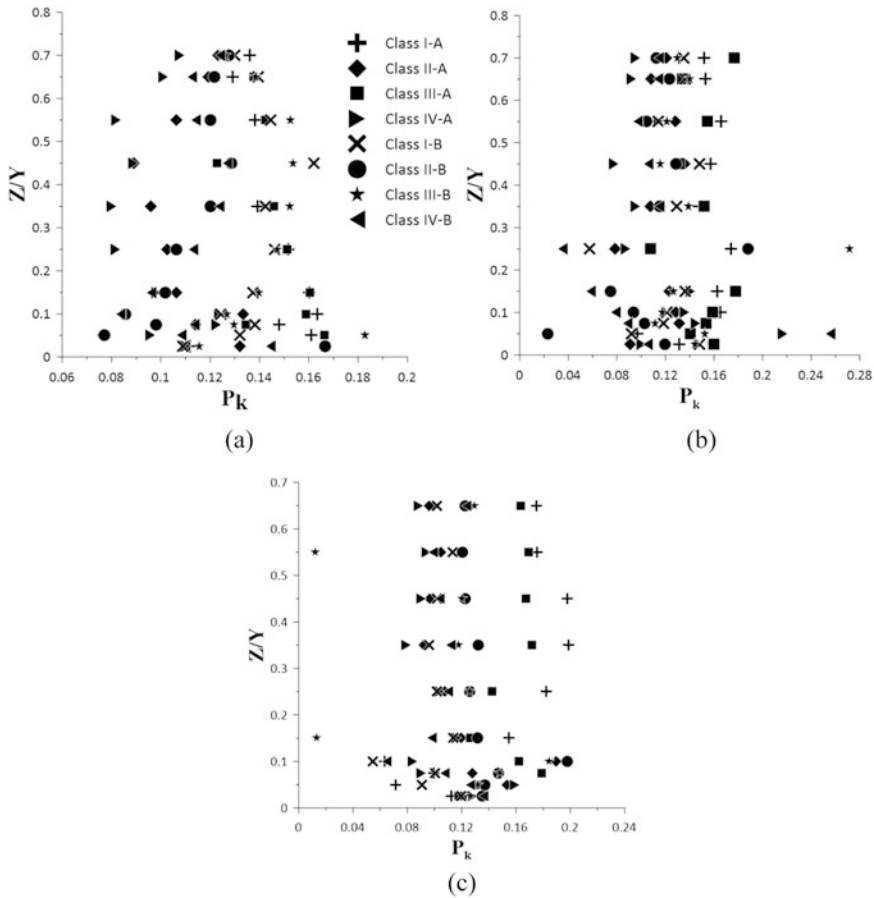 0.8
0.7
0.6
0.5
0.4
0.3
0.2
0.1
0
Z/Y
0.06 0.08 0.1 0.12 0.14 0.16 0.18 0.2
Pk
(a)
Class I-A
Class II-A
Class III-A
Class IV-A
Class I-B
Class II-B
Class III-B
Class IV-B
0.8
0.7
0.6
0.5
0.4
0.3
0.2
0.1
0
Z/Y
0 0.04 0.08 0.12 0.16 0.2 0.24 0.28
Pk
(b)
0.7
0.6
0.5
0.4
0.3
0.2
0.1
0
Z/Y
0 0.04 0.08 0.12 0.16 0.2 0.24
Pk
(c)